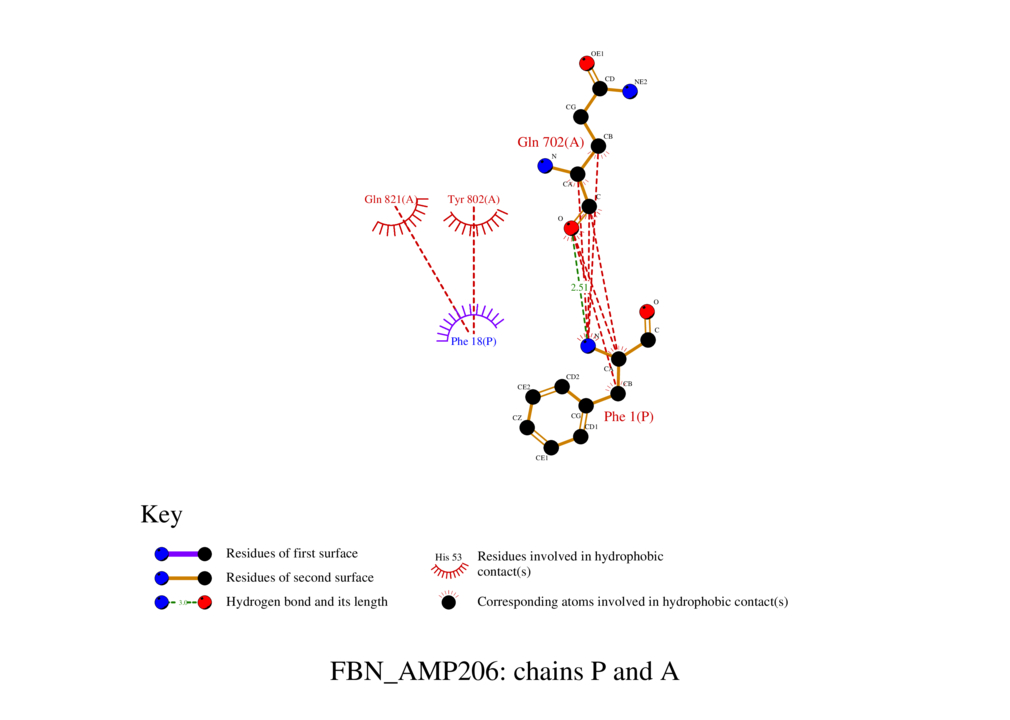 OE1
CD
NE2
CG
CB
Gln 702(A)
N
CA
C
O
Gln 821(A)
Tyr 802(A)
2.51
O
C
Phe 18(P)
CB
CD2
CE2
CG
Phe 1(P)
CZ
CD1
CE1
Key
Residues of first surface
Residues of second surface
3.0
Hydrogen bond and its length
His 53
Residues involved in hydrophobic
contact(s)
Corresponding atoms involved in hydrophobic contact(s)
FBN_AMP206: chains P and A